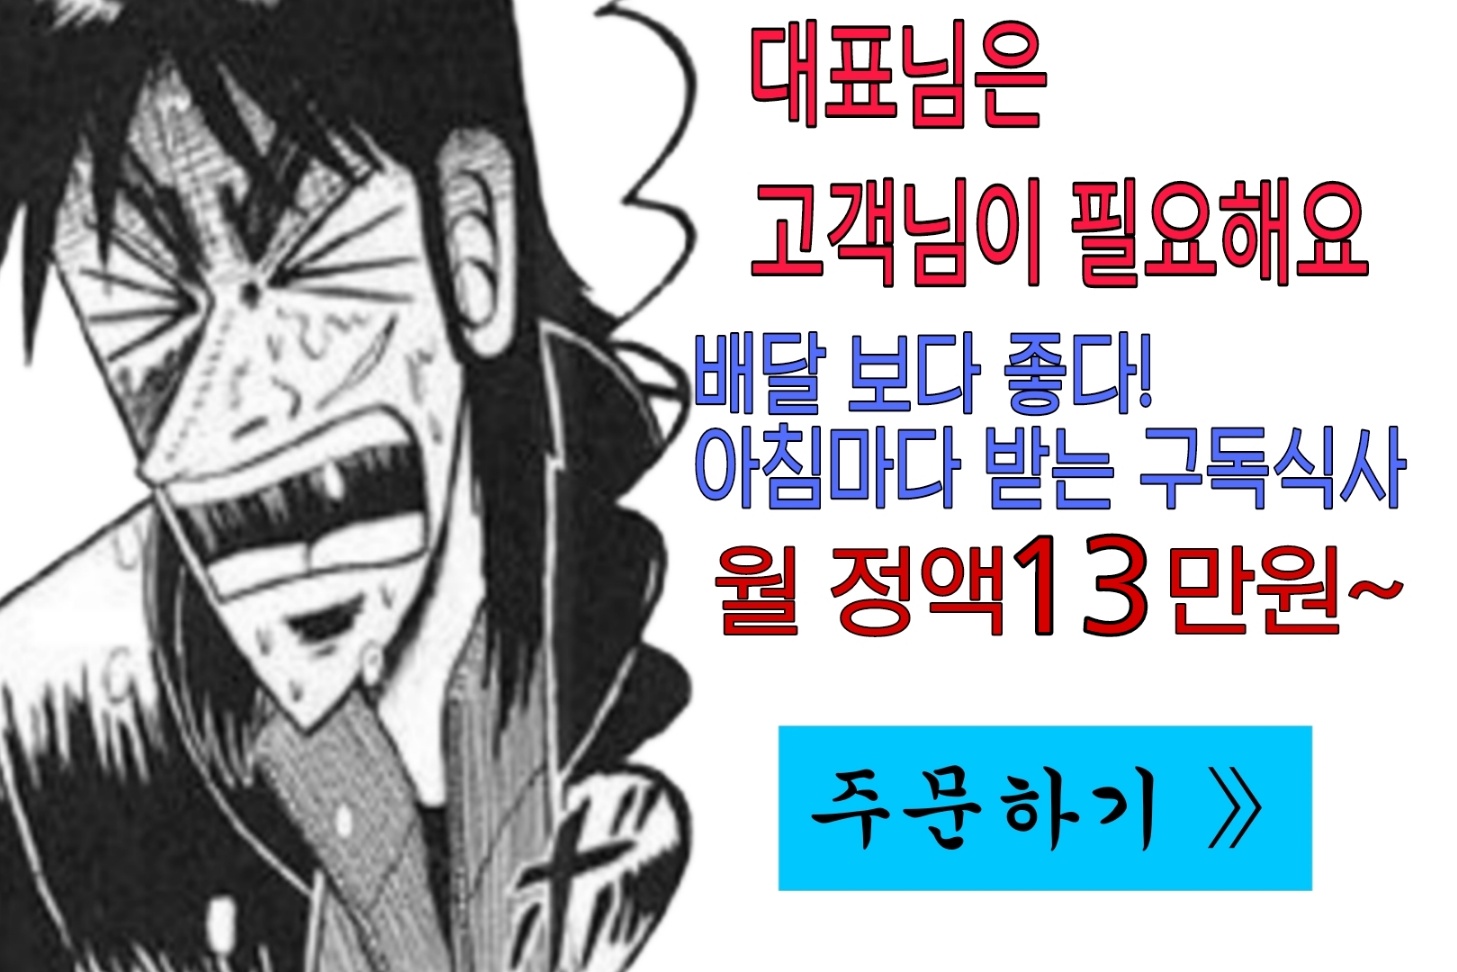 대표님은
고객님이 필요해요
배달 보다 좋다!
아침마다 받는 구독식사
월 정액13만원~
주문하기 》